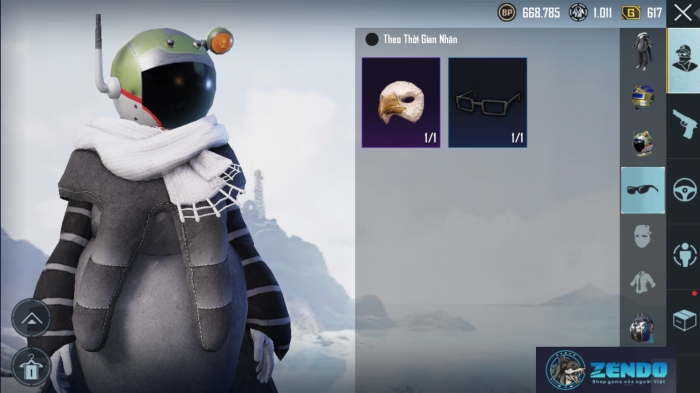 BP 668.785
1.011
G 617
Theo Thời Gian Nhận
1/1
1/1
ZENDO
Shop game của người Việt